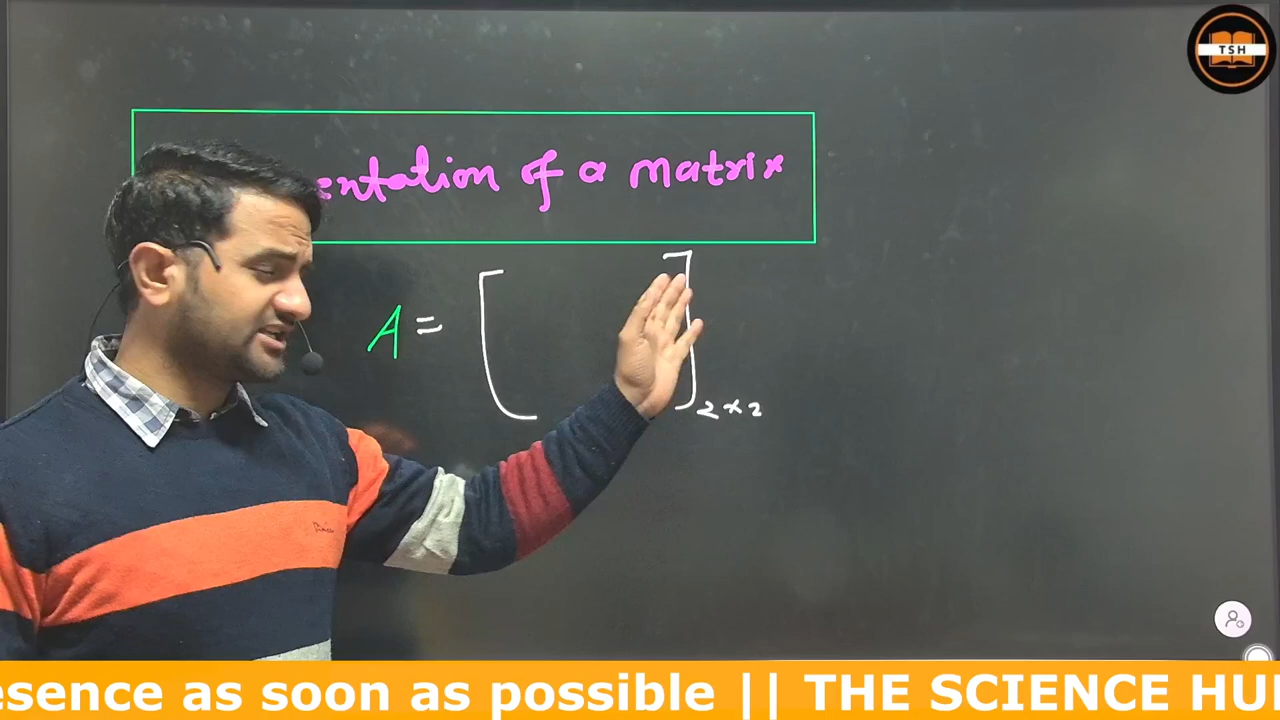 TSH
entation of a matrix
A = [ ] 2×2
esence as soon as possible || THE SCIENCE HU